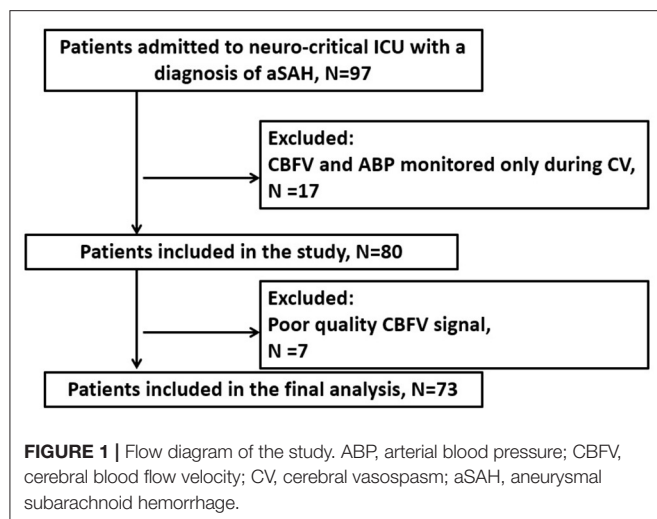 Patients admitted to neuro-critical ICU with a
diagnosis of aSAH, N=97
Excluded:
CBFV and ABP monitored only during CV,
N =17
Patients included in the study, N=80
Excluded:
Poor quality CBFV signal,
N =7
Patients included in the final analysis, N=73
FIGURE 1 | Flow diagram of the study. ABP, arterial blood pressure; CBFV,
cerebral blood flow velocity; CV, cerebral vasospasm; aSAH, aneurysmal
subarachnoid hemorrhage.